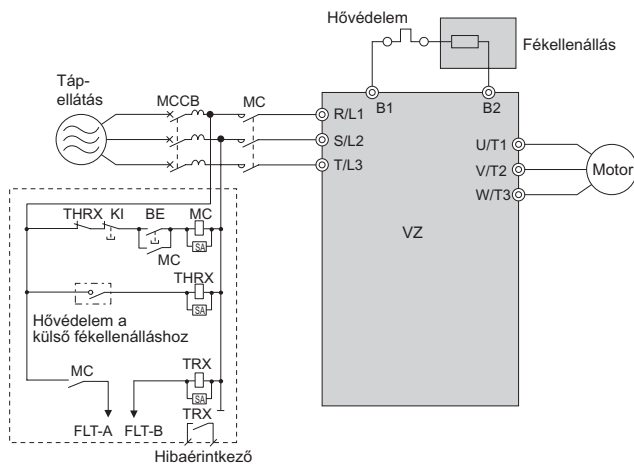 Hővédelem
Fékellenállás
Táp-
ellátás
MCCB
MC
B1
B2
R/L1
S/L2
T/L3
U/T1
V/T2
W/T3
Motor
VZ
THRX
KI
BE
MC
SA
MC
THRX
SA
Hővédelem a
külső fékellenálláshoz
MC
TRX
SA
TRX
FLT-A
FLT-B
Hibaérintkező